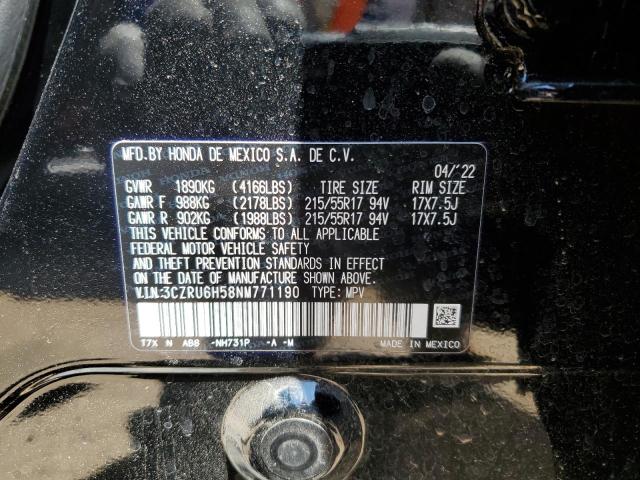 MFD.BY HONDA DE MEXICO S.A. DE C.V.
04/'22
GVWR 1890KG (4166LBS) TIRE SIZE RIM SIZE
GAWR F 988KG (2178LBS) 215/55R17 94V 17X7.5J
GAWR R 902KG (1988LBS) 215/55R17 94V 17X7.5J
THIS VEHICLE CONFORMS TO ALL APPLICABLE
FEDERAL MOTOR VEHICLE SAFETY
AND THEFT PREVENTION STANDARDS IN EFFECT
ON THE DATE OF MANUFACTURE SHOWN ABOVE.
V.I.N:3CZRU6H58NM771190 TYPE: MPV
T7X N AB8 -NH731P -A -M MADE IN MEXICO